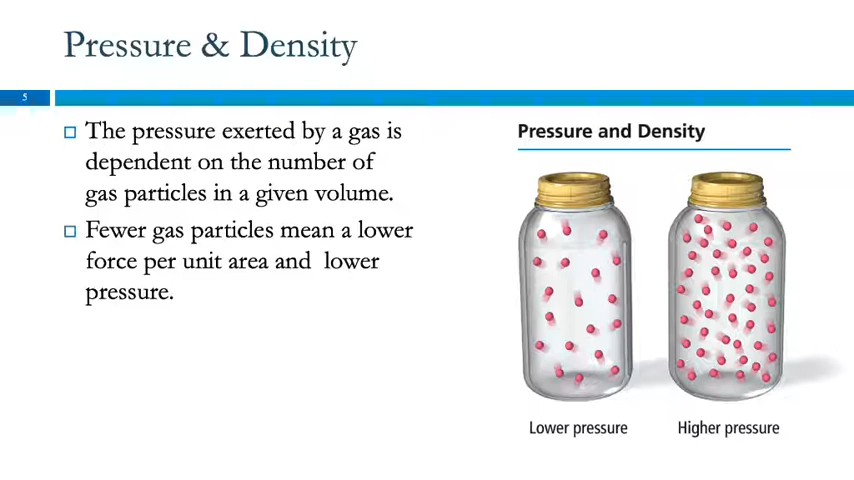 Pressure & Density
5
The pressure exerted by a gas is
dependent on the number of
gas particles in a given volume.
Fewer gas particles mean a lower
force per unit area and lower
pressure.
Pressure and Density
Lower pressure
Higher pressure